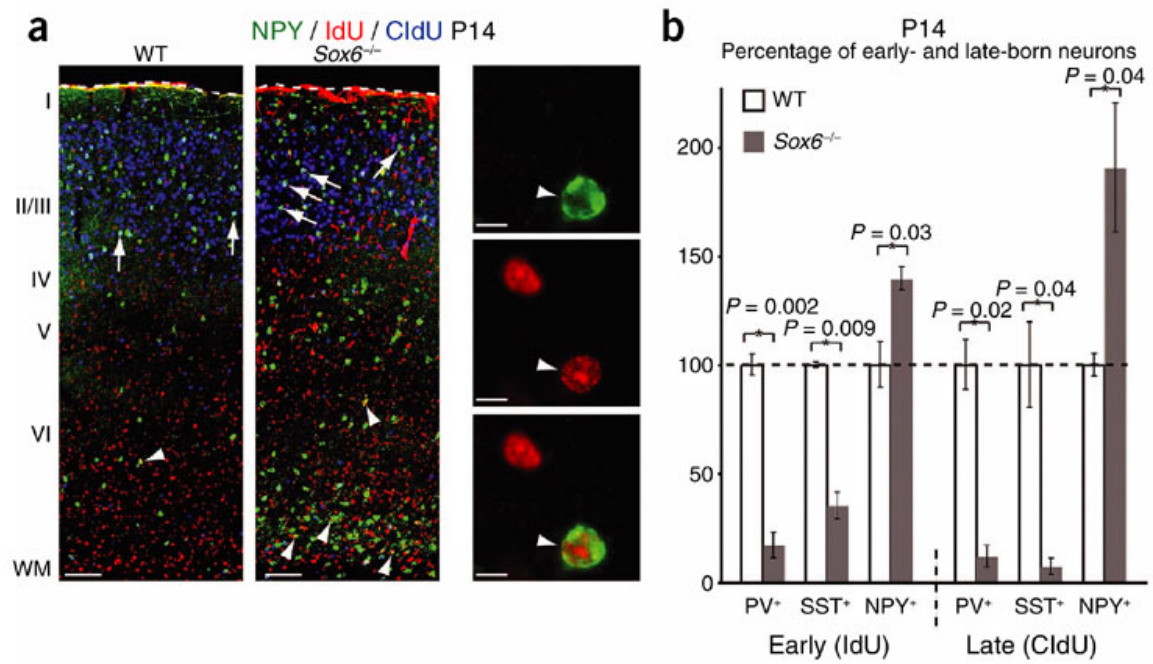 a
NPY / IdU / CldU P14
WT
Sox6–/–
I
II/III
IV
V
VI
WM
b
P14
Percentage of early- and late-born neurons
WT
Sox6–/–
P = 0.002
P = 0.009
P = 0.03
P = 0.02
P = 0.04
P = 0.04
200
150
100
50
0
PV+ SST+ NPY+ PV+ SST+ NPY+
Early (IdU) Late (CldU)